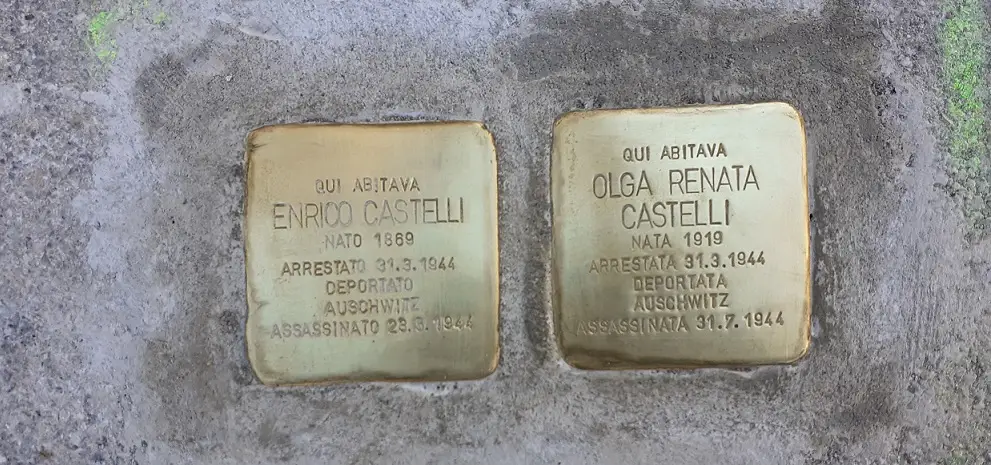 QUI ABITAVA
ENRICO CASTELLI
NATO 1869
ARRESTATO 31.3.1944
DEPORTATO
AUSCHWITZ
ASSASSINATO
QUI ABITAVA
OLGA RENATA
CASTELLI
NATA 1919
ARRESTATA 31.3.1944
DEPORTATA
AUSCHWITZ
ASSASSINATA 31.7.1944